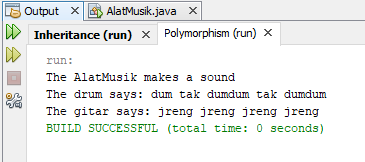 Output
AlatMusik.java
Inheritance (run)
Polymorphism (run)
run:
The AlatMusik makes a sound
The drum says: dum tak dumdum tak dumdum
The gitar says: jreng jreng jreng jreng
BUILD SUCCESSFUL (total time: 0 seconds)